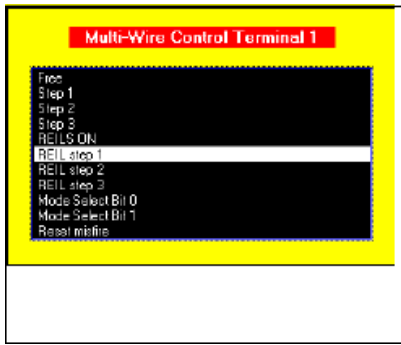 Multi-Wire Control Terminal 1
Free
Step 1
Step 2
Step 3
REILS ON
REIL step 1
REIL step 2
REIL step 3
Mode Select Bit 0
Mode Select Bit 1
Reset misfire